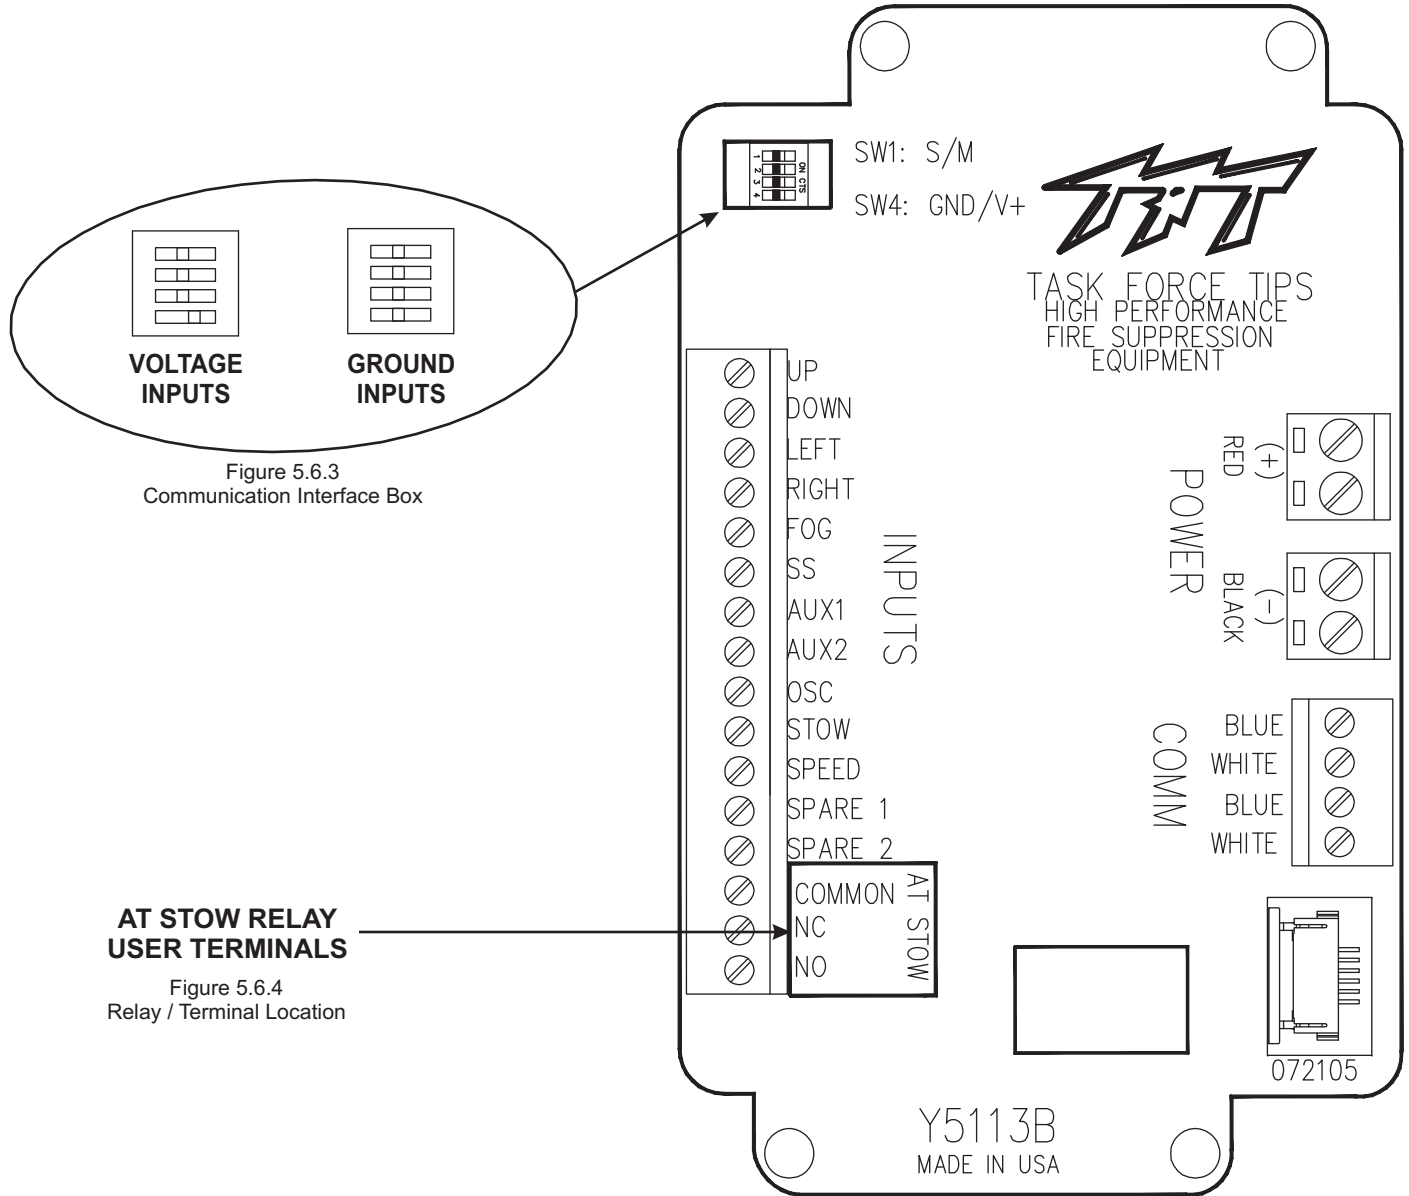 SW1: S/M
SW4: GND/V+
1
2
3
4
ON CTS
TFT
TASK FORCE TIPS
HIGH PERFORMANCE
FIRE SUPPRESSION
EQUIPMENT
VOLTAGE
INPUTS
GROUND
INPUTS
Figure 5.6.3
Communication Interface Box
UP
DOWN
LEFT
RIGHT
FOG
SS
AUX1
AUX2
OSC
STOW
SPEED
SPARE 1
SPARE 2
COMMON
NC
NO
AT STOW
INPUTS
POWER
RED
(+)
BLACK
(-)
COMM
BLUE
WHITE
BLUE
WHITE
AT STOW RELAY
USER TERMINALS
Figure 5.6.4
Relay / Terminal Location
072105
Y5113B
MADE IN USA